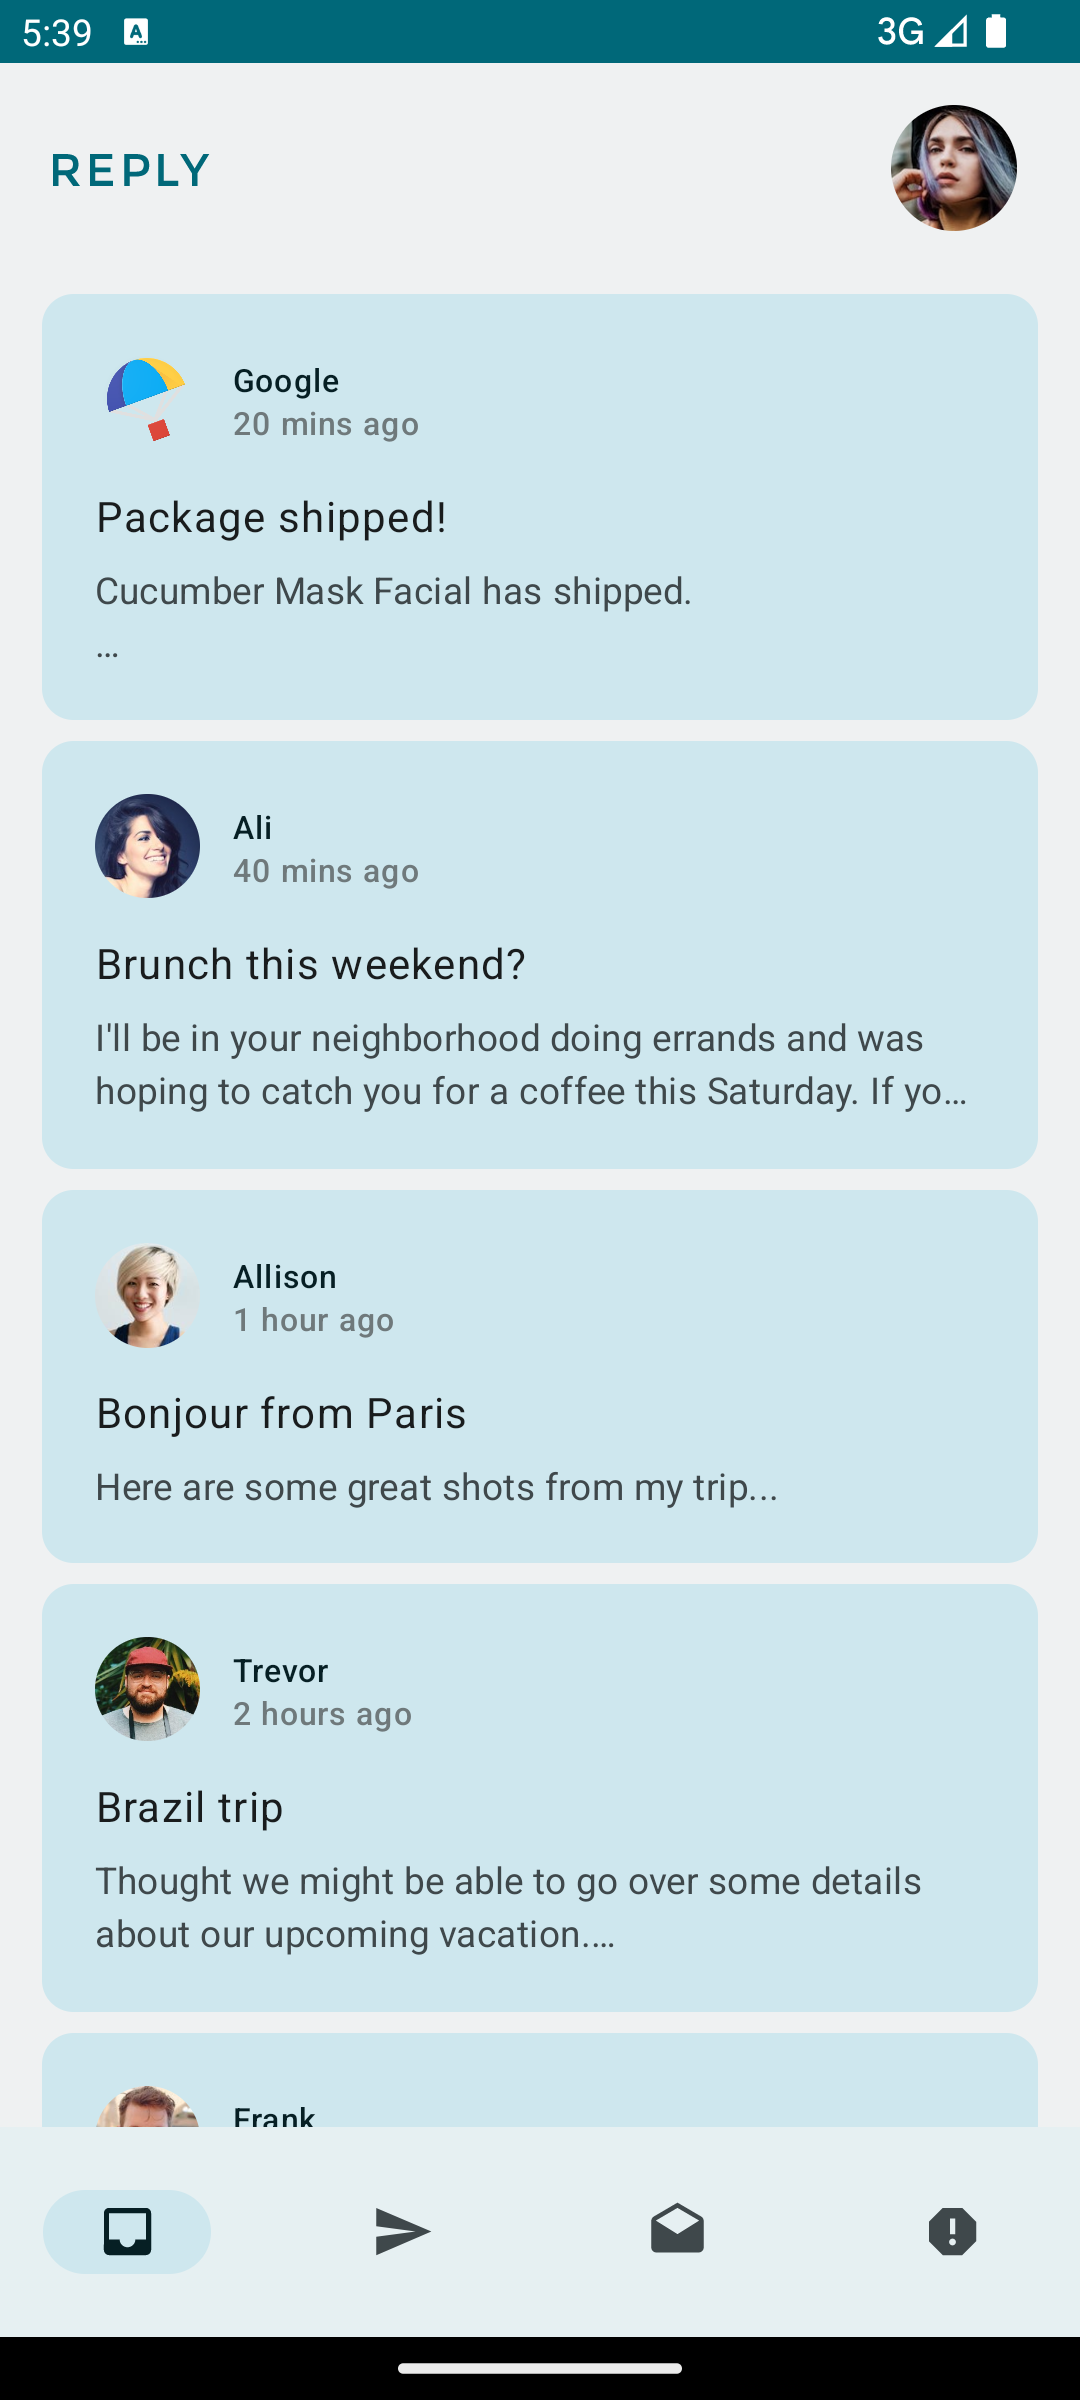 5:39
3G
REPLY
Google
20 mins ago
Package shipped!
Cucumber Mask Facial has shipped.
…
Ali
40 mins ago
Brunch this weekend?
I'll be in your neighborhood doing errands and was
hoping to catch you for a coffee this Saturday. If yo…
Allison
1 hour ago
Bonjour from Paris
Here are some great shots from my trip...
Trevor
2 hours ago
Brazil trip
Thought we might be able to go over some details
about our upcoming vacation.…
Frank